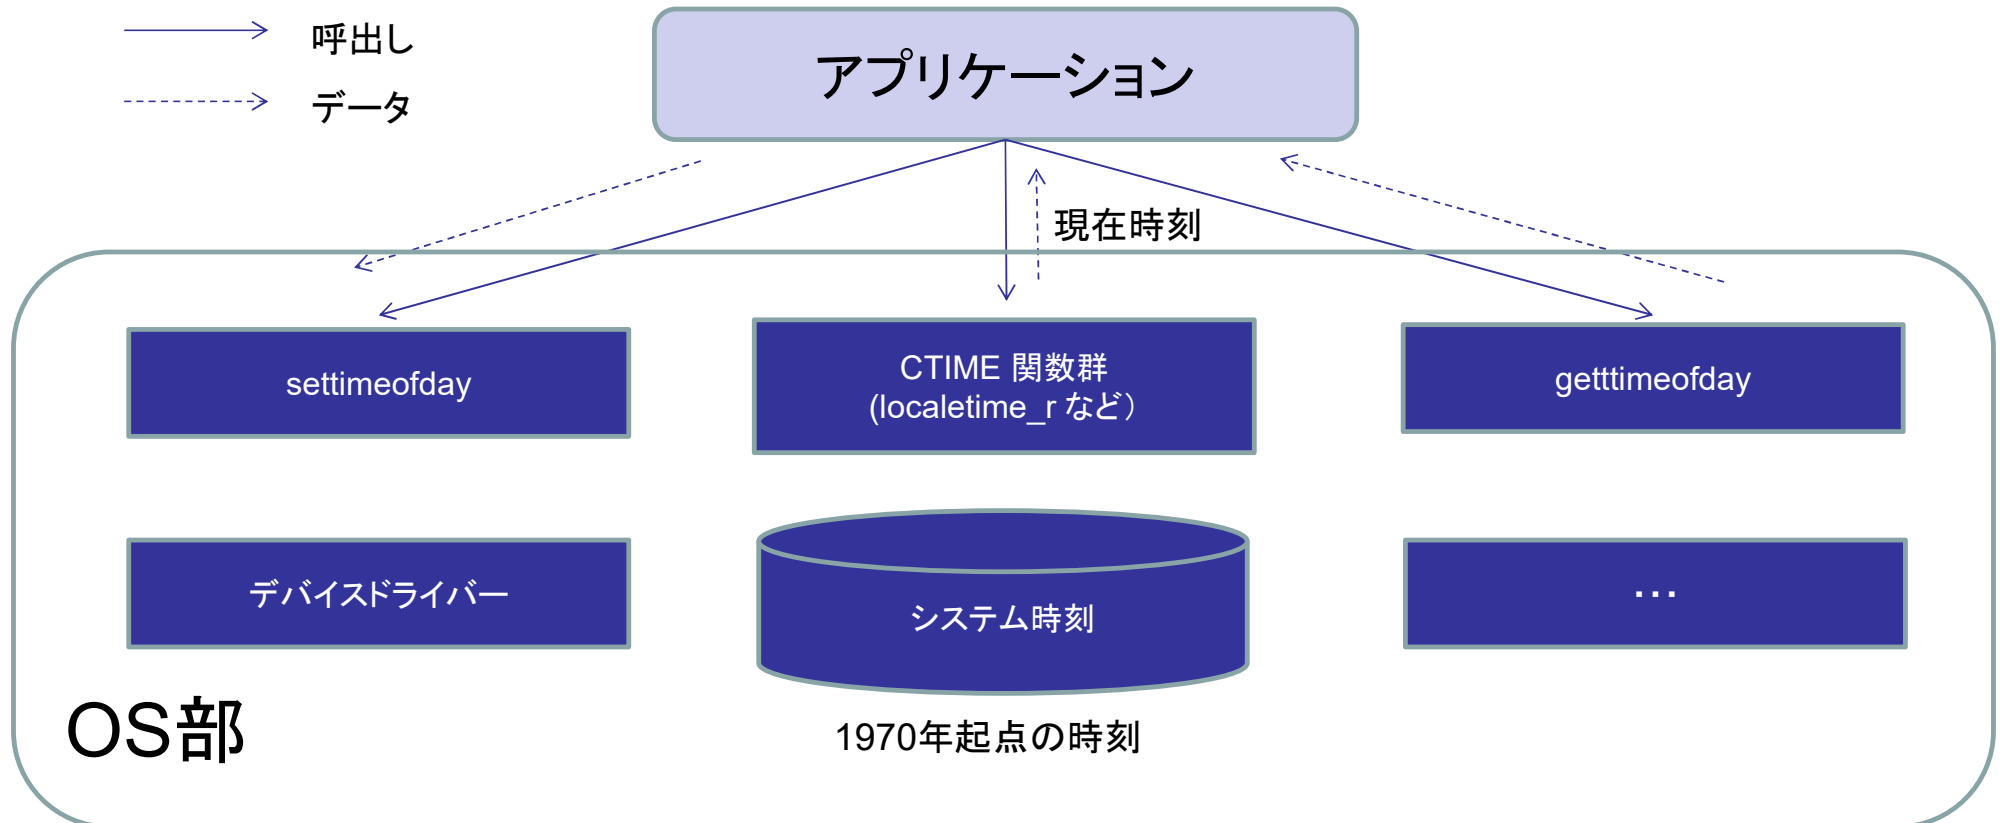 呼出し
データ
アプリケーション
現在時刻
settimeofday
CTIME 関数群
(localetime_r など）
getttimeofday
デバイスドライバー
システム時刻
...
OS部
1970年起点の時刻